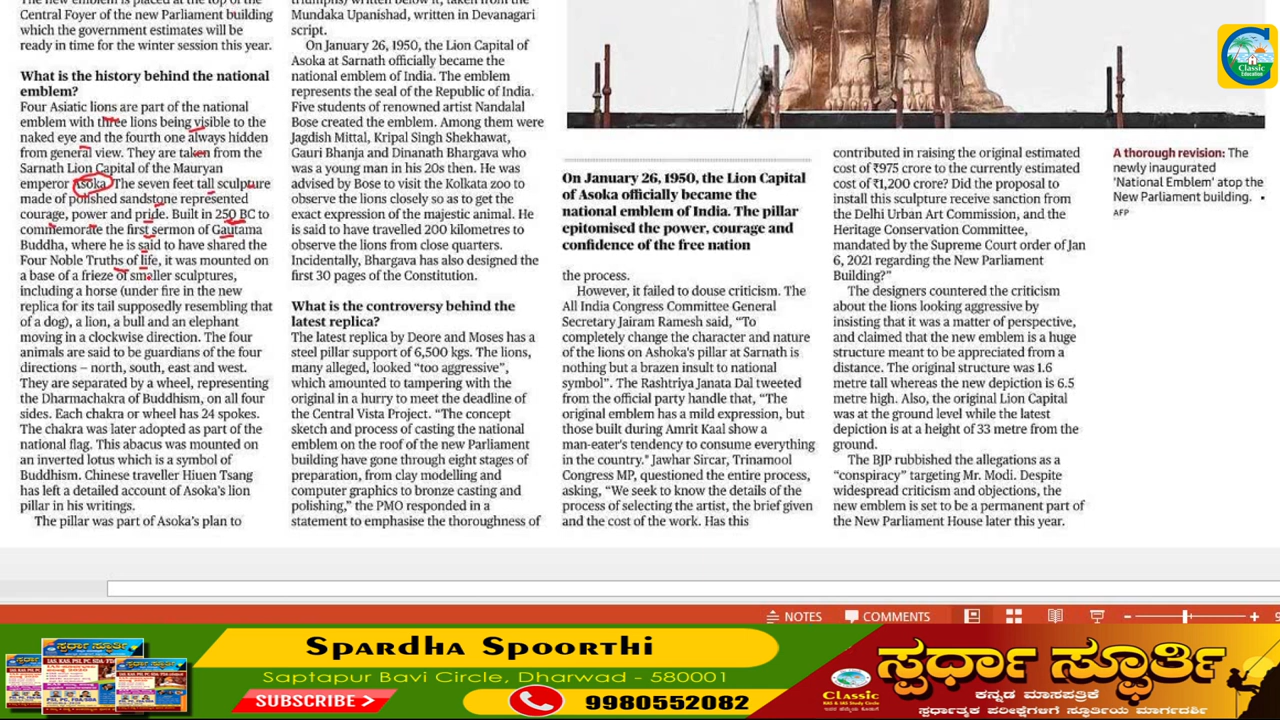 The new emblem is placed at the top of the
Central Foyer of the new Parliament building
which the government estimates will be
ready in time for the winter session this year.
What is the history behind the national
emblem?
Four Asiatic lions are part of the national
emblem with three lions being visible to the
naked eye and the fourth one always hidden
from general view. They are taken from the
Sarnath Lion Capital of the Mauryan
emperor Asoka. The seven feet tall sculpture
made of polished sandstone represented
courage, power and pride. Built in 250 BC to
commemorate the first sermon of Gautama
Buddha, where he is said to have shared the
Four Noble Truths of life, it was mounted on
a base of a frieze of smaller sculptures,
including a horse (under fire in the new
replica for its tail supposedly resembling that
of a dog), a lion, a bull and an elephant
moving in a clockwise direction. The four
animals are said to be guardians of the four
directions – north, south, east and west.
They are separated by a wheel, representing
the Dharmachakra of Buddhism, on all four
sides. Each chakra or wheel has 24 spokes.
The chakra was later adopted as part of the
national flag. This abacus was mounted on
an inverted lotus which is a symbol of
Buddhism. Chinese traveller Hiuen Tsang
has left a detailed account of Asoka's lion
pillar in his writings.
The pillar was part of Asoka's plan to
triumphs) written below it, taken from the
Mundaka Upanishad, written in Devanagari
script.
On January 26, 1950, the Lion Capital of
Asoka at Sarnath officially became the
national emblem of India. The emblem
represents the seal of the Republic of India.
Five students of renowned artist Nandalal
Bose created the emblem. Among them were
Jagdish Mittal, Kripal Singh Shekhawat,
Gauri Bhanja and Dinanath Bhargava who
was a young man in his 20s then. He was
advised by Bose to visit the Kolkata zoo to
observe the lions closely so as to get the
exact expression of the majestic animal. He
is said to have travelled 200 kilometres to
observe the lions from close quarters.
Incidentally, Bhargava has also designed the
first 30 pages of the Constitution.
What is the controversy behind the
latest replica?
The latest replica by Deore and Moses has a
steel pillar support of 6,500 kgs. The lions,
many alleged, looked “too aggressive”,
which amounted to tampering with the
original in a hurry to meet the deadline of
the Central Vista Project. “The concept
sketch and process of casting the national
emblem on the roof of the new Parliament
building have gone through eight stages of
preparation, from clay modelling and
computer graphics to bronze casting and
polishing,” the PMO responded in a
statement to emphasise the thoroughness of
On January 26, 1950, the Lion Capital
of Asoka officially became the
national emblem of India. The pillar
epitomised the power, courage and
confidence of the free nation
the process.
However, it failed to douse criticism. The
All India Congress Committee General
Secretary Jairam Ramesh said, “To
completely change the character and nature
of the lions on Ashoka's pillar at Sarnath is
nothing but a brazen insult to national
symbol”. The Rashtriya Janata Dal tweeted
from the official party handle that, “The
original emblem has a mild expression, but
those built during Amrit Kaal show a
man-eater's tendency to consume everything
in the country." Jawhar Sircar, Trinamool
Congress MP, questioned the entire process,
asking, “We seek to know the details of the
process of selecting the artist, the brief given
and the cost of the work. Has this
contributed in raising the original estimated
cost of ₹975 crore to the currently estimated
cost of ₹1,200 crore? Did the proposal to
install this sculpture receive sanction from
the Delhi Urban Art Commission, and the
Heritage Conservation Committee,
mandated by the Supreme Court order of Jan
6, 2021 regarding the New Parliament
Building?”
The designers countered the criticism
about the lions looking aggressive by
insisting that it was a matter of perspective,
and claimed that the new emblem is a huge
structure meant to be appreciated from a
distance. The original structure was 1.6
metre tall whereas the new depiction is 6.5
metre high. Also, the original Lion Capital
was at the ground level while the latest
depiction is at a height of 33 metre from the
ground.
The BJP rubbished the allegations as a
“conspiracy” targeting Mr. Modi. Despite
widespread criticism and objections, the
new emblem is set to be a permanent part of
the New Parliament House later this year.
A thorough revision: The
newly inaugurated
'National Emblem' atop the
New Parliament building. •
AFP
Classic
Education
NOTES
COMMENTS
Spardha Spoorthi
Saptapur Bavi Circle, Dharwad - 580001
SUBSCRIBE
9980552082
ಸ್ಪರ್ಧಾ ಸ್ಫೂರ್ತಿ
Classic
KAS & IAS Study Circle
ಕನ್ನಡ ಮಾಸಪತ್ರಿಕೆ
ಸ್ಪರ್ಧಾತ್ಮಕ ಪರೀಕ್ಷೆಗಳಿಗೆ ಸ್ಫೂರ್ತಿಯ ಮಾರ್ಗದರ್ಶಿ